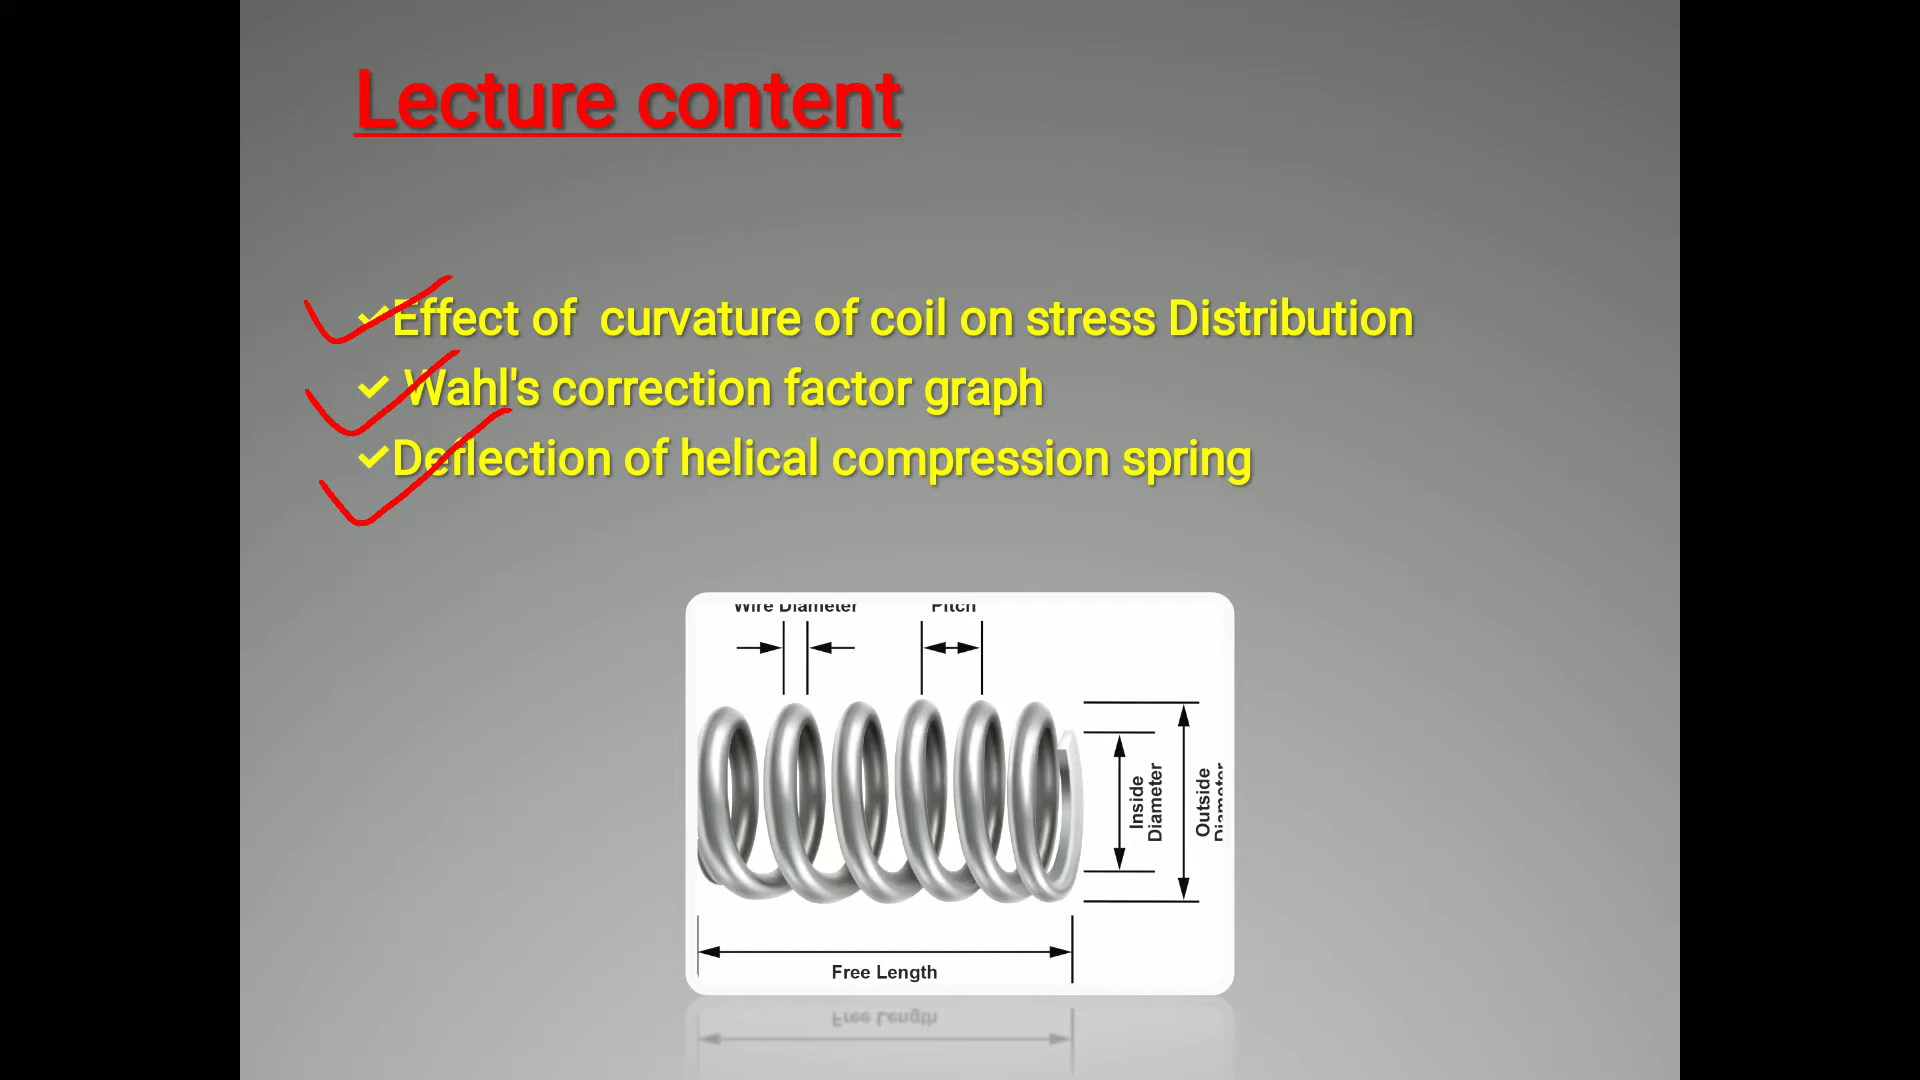 Lecture content
Effect of curvature of coil on stress Distribution
Wahl's correction factor graph
Deflection of helical compression spring
Wire Diameter
Pitch
Inside
Diameter
Outside
Diameter
Free Length